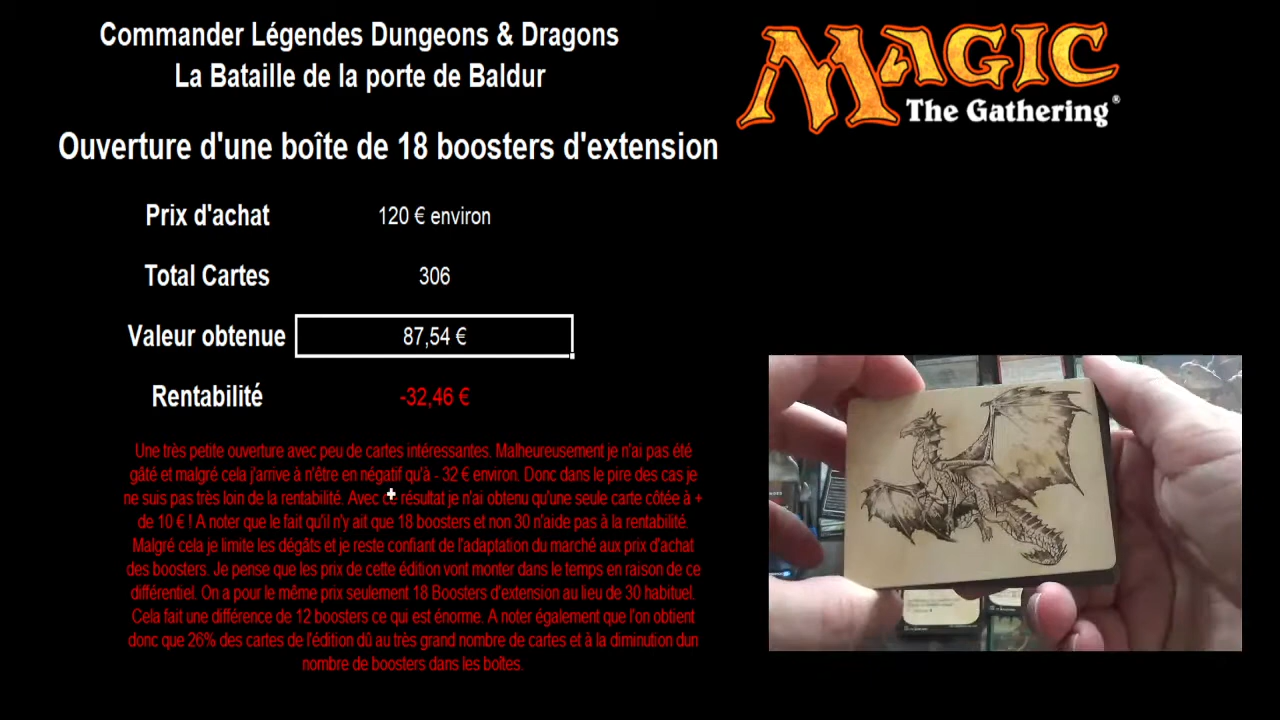 Commander Légendes Dungeons & Dragons
La Bataille de la porte de Baldur
Ouverture d'une boîte de 18 boosters d'extension
Prix d'achat 120 € environ
Total Cartes 306
Valeur obtenue 87,54 €
Rentabilité -32,46 €
Une très petite ouverture avec peu de cartes intéressantes. Malheureusement je n'ai pas été
gâté et malgré cela j'arrive à n'être en négatif qu'à - 32 € environ. Donc dans le pire des cas je
ne suis pas très loin de la rentabilité. Avec ce résultat je n'ai obtenu qu'une seule carte côtée à +
de 10 € ! A noter que le fait qu'il n'y ait que 18 boosters et non 30 n'aide pas à la rentabilité.
Malgré cela je limite les dégâts et je reste confiant de l'adaptation du marché aux prix d'achat
des boosters. Je pense que les prix de cette édition vont monter dans le temps en raison de ce
différentiel. On a pour le même prix seulement 18 Boosters d'extension au lieu de 30 habituel.
Cela fait une différence de 12 boosters ce qui est énorme. A noter également que l'on obtient
donc que 26% des cartes de l'édition dû au très grand nombre de cartes et à la diminution dun
nombre de boosters dans les boîtes.
MAGIC
The Gathering®